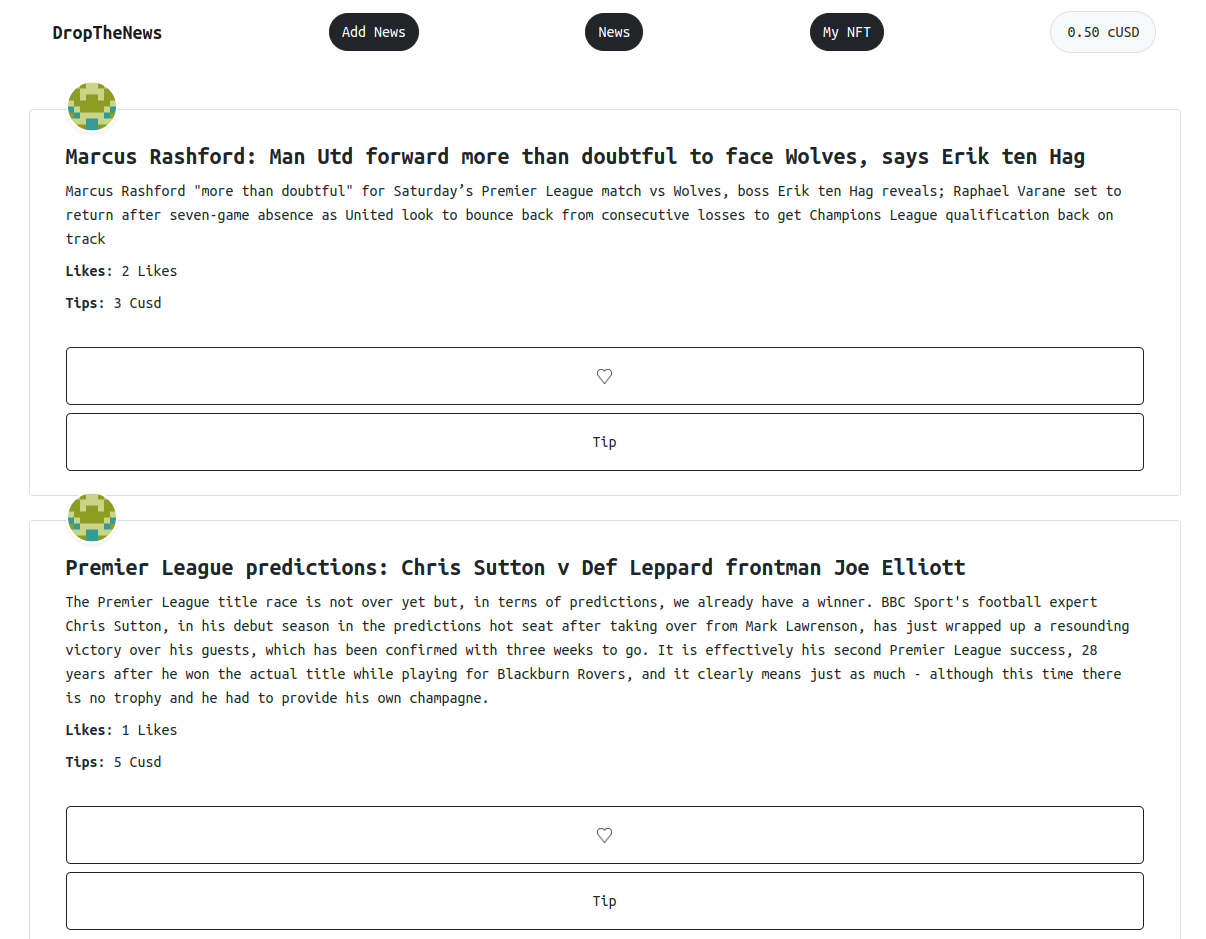 DropTheNews
Add News
News
My NFT
0.50 cUSD
Marcus Rashford: Man Utd forward more than doubtful to face Wolves, says Erik ten Hag
Marcus Rashford "more than doubtful" for Saturday’s Premier League match vs Wolves, boss Erik ten Hag reveals; Raphael Varane set to
return after seven-game absence as United look to bounce back from consecutive losses to get Champions League qualification back on
track
Likes: 2 Likes
Tips: 3 Cusd
♡
Tip
Premier League predictions: Chris Sutton v Def Leppard frontman Joe Elliott
The Premier League title race is not over yet but, in terms of predictions, we already have a winner. BBC Sport's football expert
Chris Sutton, in his debut season in the predictions hot seat after taking over from Mark Lawrenson, has just wrapped up a resounding
victory over his guests, which has been confirmed with three weeks to go. It is effectively his second Premier League success, 28
years after he won the actual title while playing for Blackburn Rovers, and it clearly means just as much - although this time there
is no trophy and he had to provide his own champagne.
Likes: 1 Likes
Tips: 5 Cusd
♡
Tip